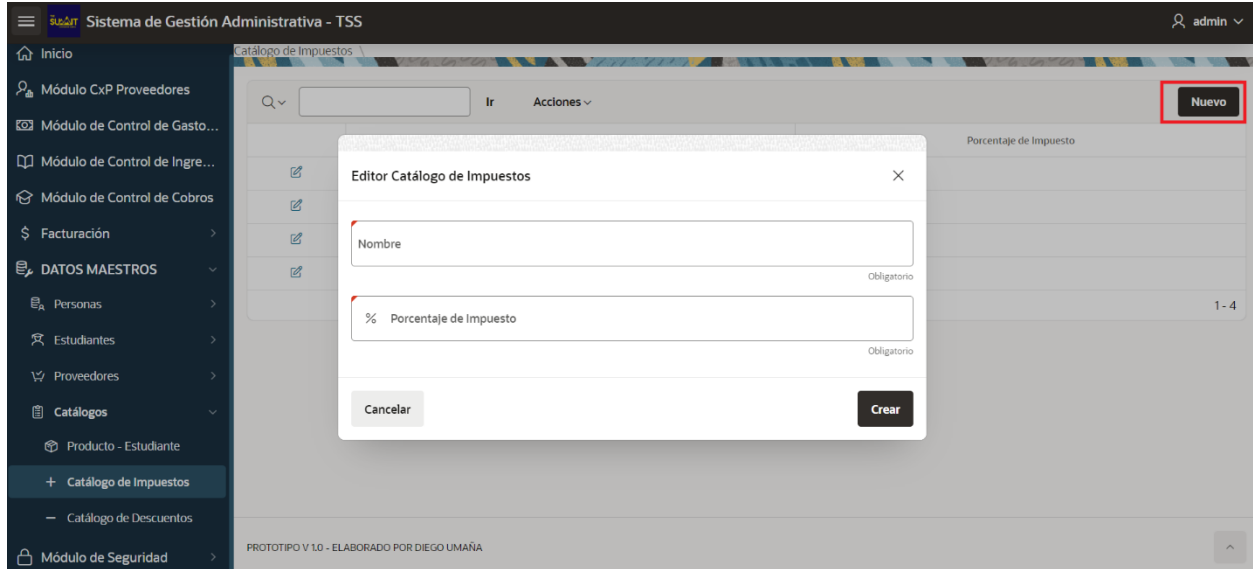 SUMMIT Sistema de Gestión Administrativa - TSS
admin
Inicio
Módulo CxP Proveedores
Módulo de Control de Gasto...
Módulo de Control de Ingre...
Módulo de Control de Cobros
Facturación
DATOS MAESTROS
Personas
Estudiantes
Proveedores
Catálogos
Producto - Estudiante
+ Catálogo de Impuestos
- Catálogo de Descuentos
Módulo de Seguridad
Catálogo de Impuestos \
Ir
Acciones
Nuevo
Porcentaje de Impuesto
1 - 4
Editor Catálogo de Impuestos
Nombre
Obligatorio
% Porcentaje de Impuesto
Obligatorio
Cancelar
Crear
PROTOTIPO V 1.0 - ELABORADO POR DIEGO UMAÑA